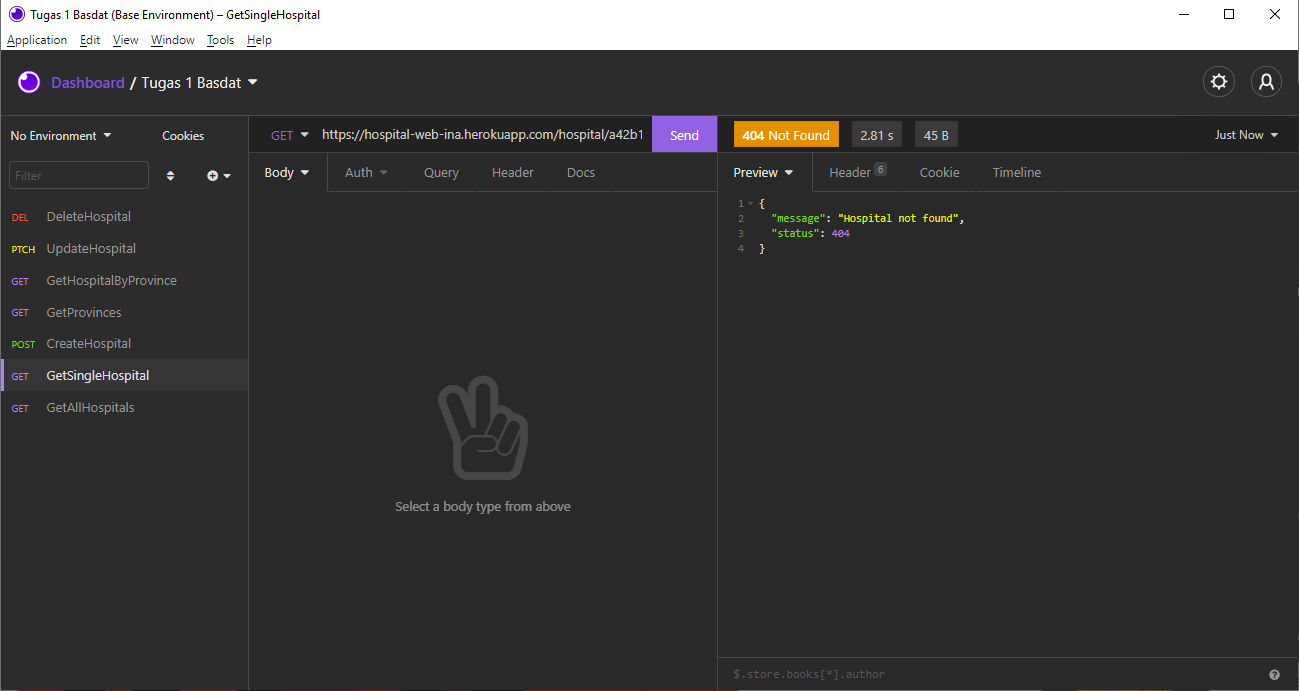 Tugas 1 Basdat (Base Environment) – GetSingleHospital
Application Edit View Window Tools Help
Dashboard / Tugas 1 Basdat
No Environment Cookies
Filter
DEL DeleteHospital
PTCH UpdateHospital
GET GetHospitalByProvince
GET GetProvinces
POST CreateHospital
GET GetSingleHospital
GET GetAllHospitals
GET https://hospital-web-ina.herokuapp.com/hospital/a42b1 Send
Body Auth Query Header Docs
Select a body type from above
404 Not Found 2.81 s 45 B Just Now
Preview Header 6 Cookie Timeline
1 {
2 "message": "Hospital not found",
3 "status": 404
4 }
$.store.books[*].author